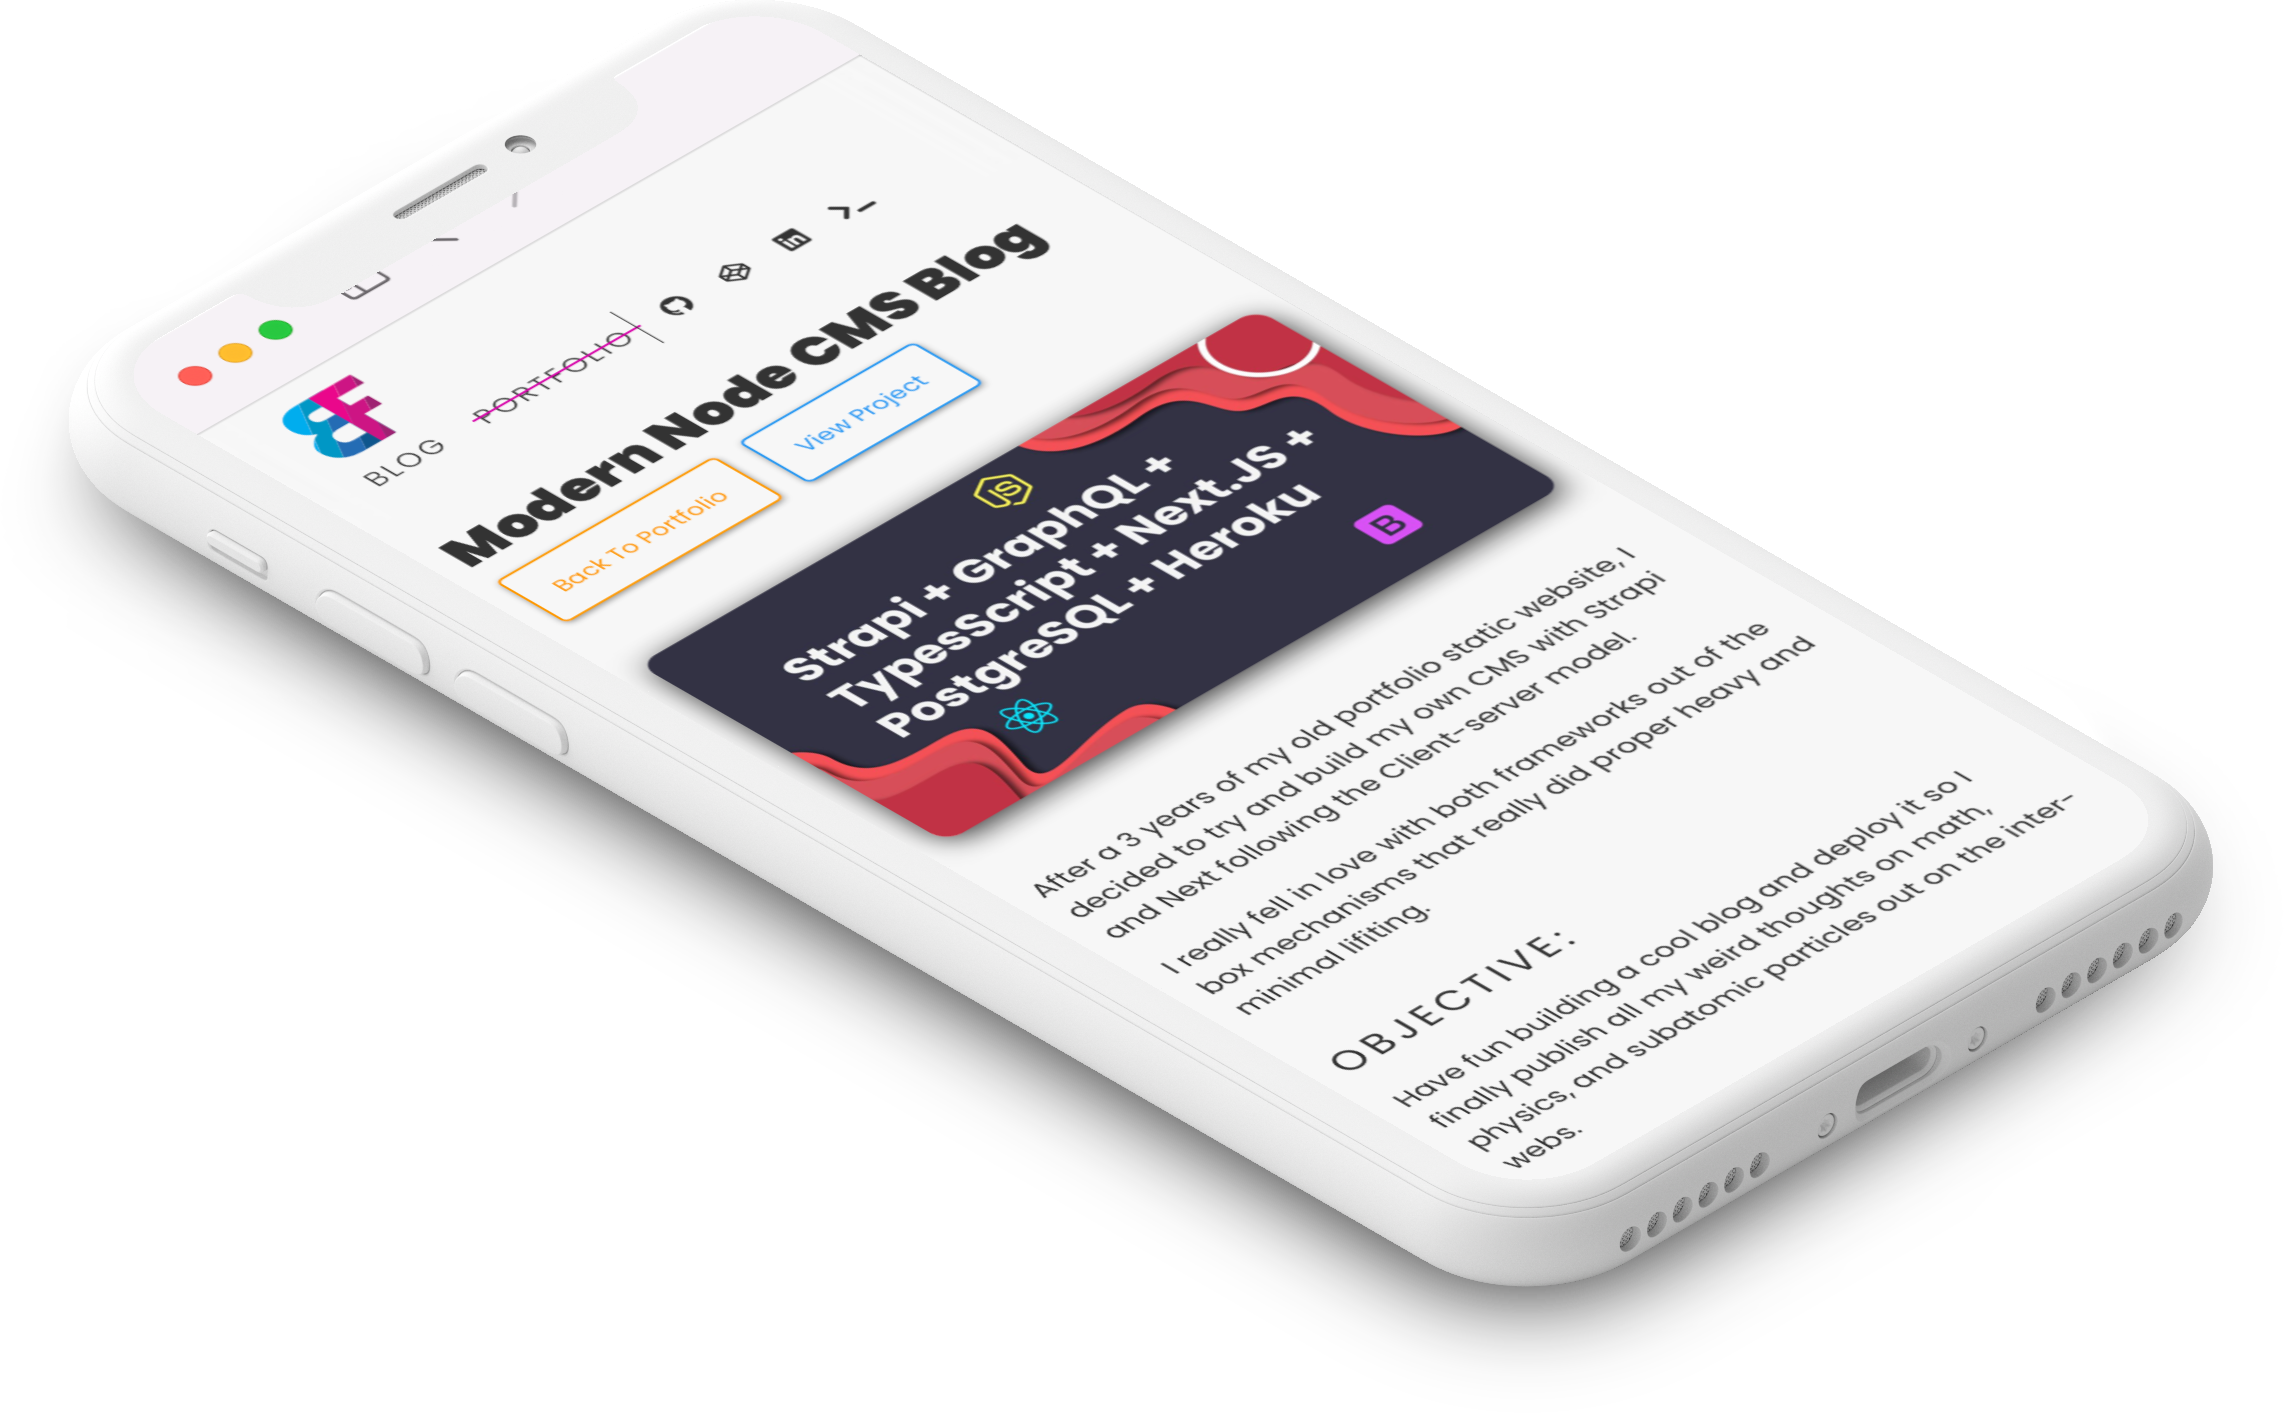 BLOG
PORTFOLIO
Modern Node CMS Blog
Back To Portfolio
View Project
JS
Strapi + GraphQL +
TypesScript + Next.JS +
PostgreSQL + Heroku
B
After a 3 years of my old portfolio static website, I
decided to try and build my own CMS with Strapi
and Next following the Client-server model.
I really fell in love with both frameworks out of the
box mechanisms that really did proper heavy and
minimal lifiting.
OBJECTIVE:
Have fun building a cool blog and deploy it so I
finally publish all my weird thoughts on math,
physics, and subatomic particles out on the inter-
webs.